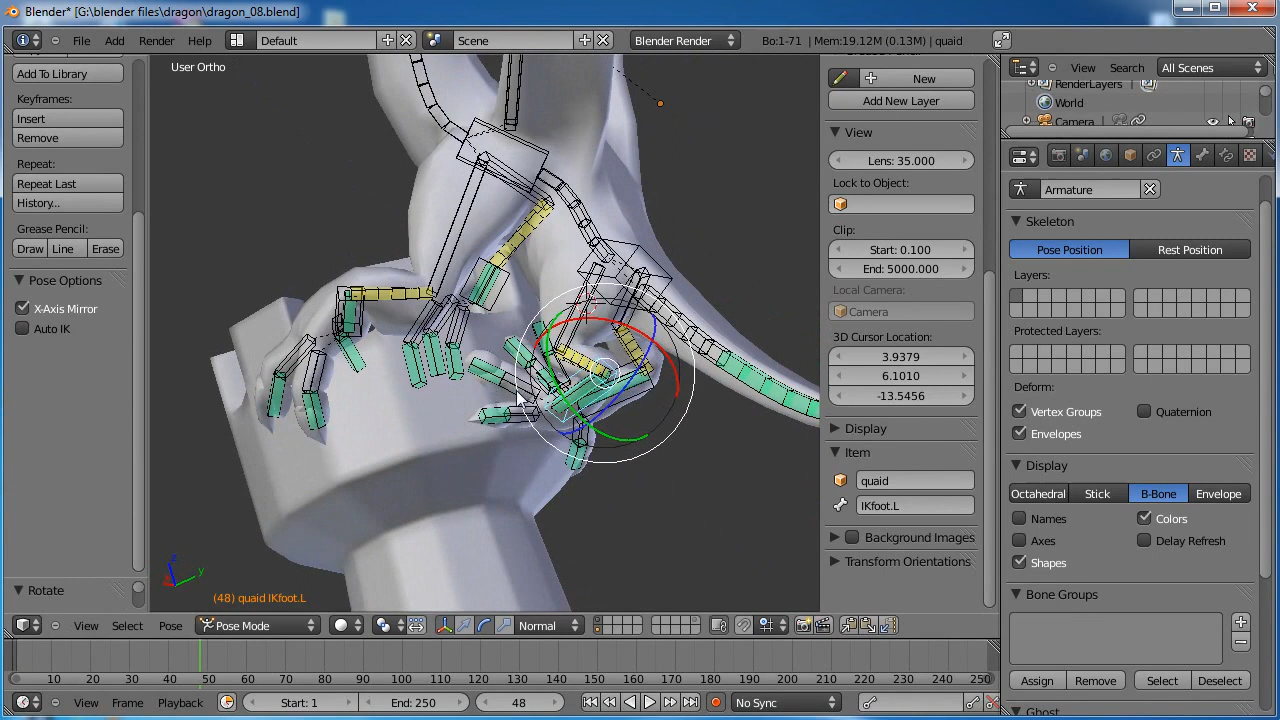 Blender* [G:\blender files\dragon\dragon_08.blend]
File Add Render Help Default Scene Blender Render Bo:1-71 | Mem:19.12M (0.13M) | quaid
Add To Library
Keyframes:
Insert
Remove
Repeat:
Repeat Last
History...
Grease Pencil:
Draw Line Erase
Pose Options
X-Axis Mirror
Auto IK
Rotate
User Ortho
z
y
(48) quaid IKfoot.L
New
Add New Layer
View
Lens: 35.000
Lock to Object:
Clip:
Start: 0.100
End: 5000.000
Local Camera:
Camera
3D Cursor Location:
3.9379
6.1010
-13.5456
Display
Item
quaid
IKfoot.L
Background Images
Transform Orientations
View Search All Scenes
RenderLayers
World
Camera
Armature
Skeleton
Pose Position Rest Position
Layers:
Protected Layers:
Deform:
Vertex Groups Quaternion
Envelopes
Display
Octahedral Stick B-Bone Envelope
Names Colors
Axes Delay Refresh
Shapes
Bone Groups
Assign Remove Select Deselect
Ghost
View Select Pose Pose Mode Normal
0 10 20 30 40 50 60 70 80 90 100 110 120 130 140 150 160 170 180 190 200 210 220 230 240 250
View Frame Playback Start: 1 End: 250 48 No Sync